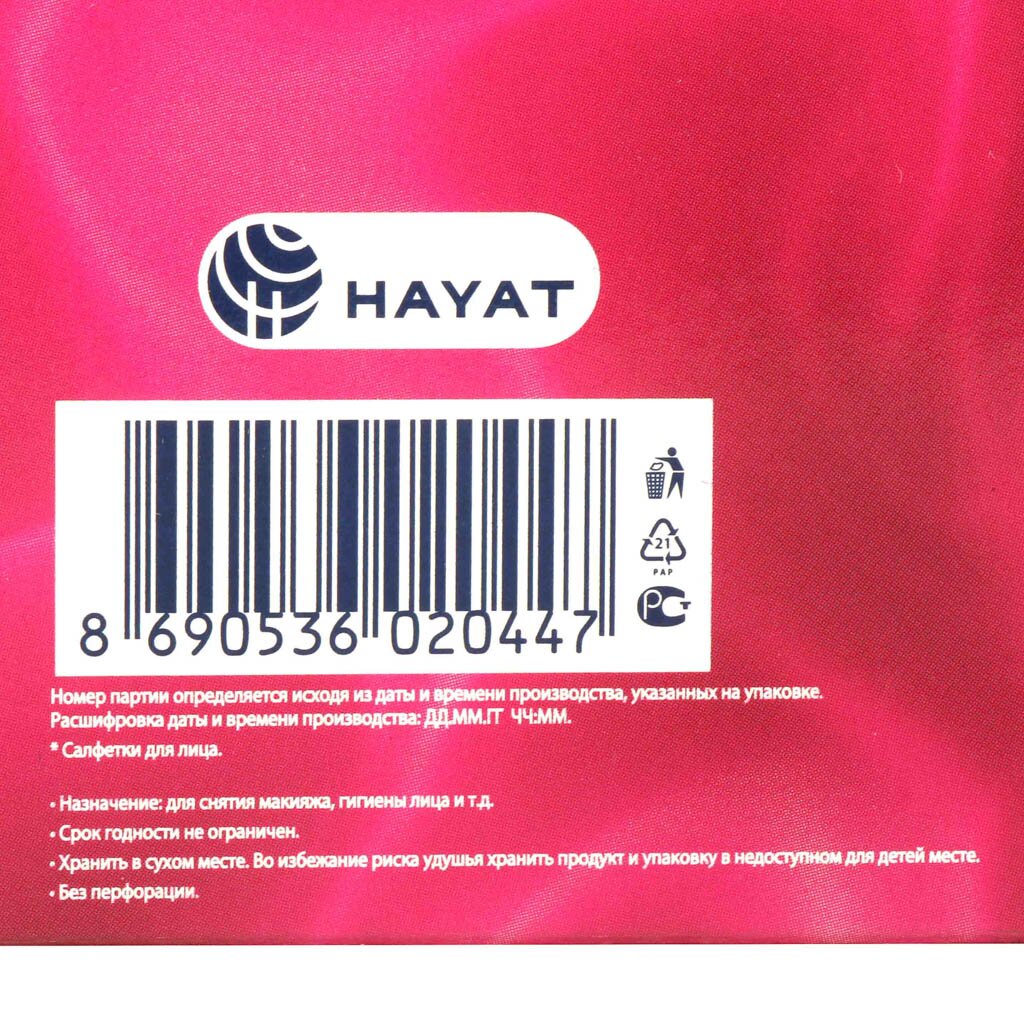 HAYAT
21
PAP
PCT
8 690536 020447
Номер партии определяется исходя из даты и времени производства, указанных на упаковке.
Расшифровка даты и времени производства: ДД.ММ.ГГ ЧЧ:ММ.
* Салфетки для лица.
• Назначение: для снятия макияжа, гигиены лица и т.д.
• Срок годности не ограничен.
• Хранить в сухом месте. Во избежание риска удушья хранить продукт и упаковку в недоступном для детей месте.
• Без перфорации.